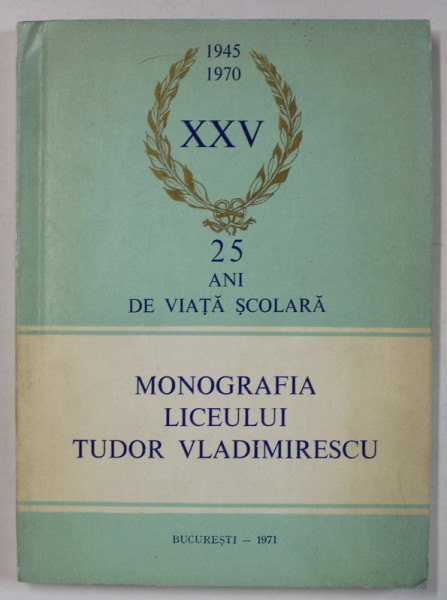 1945
1970
XXV
25
ANI
DE VIAȚĂ ȘCOLARĂ
MONOGRAFIA
LICEULUI
TUDOR VLADIMIRESCU
BUCUREȘTI — 1971